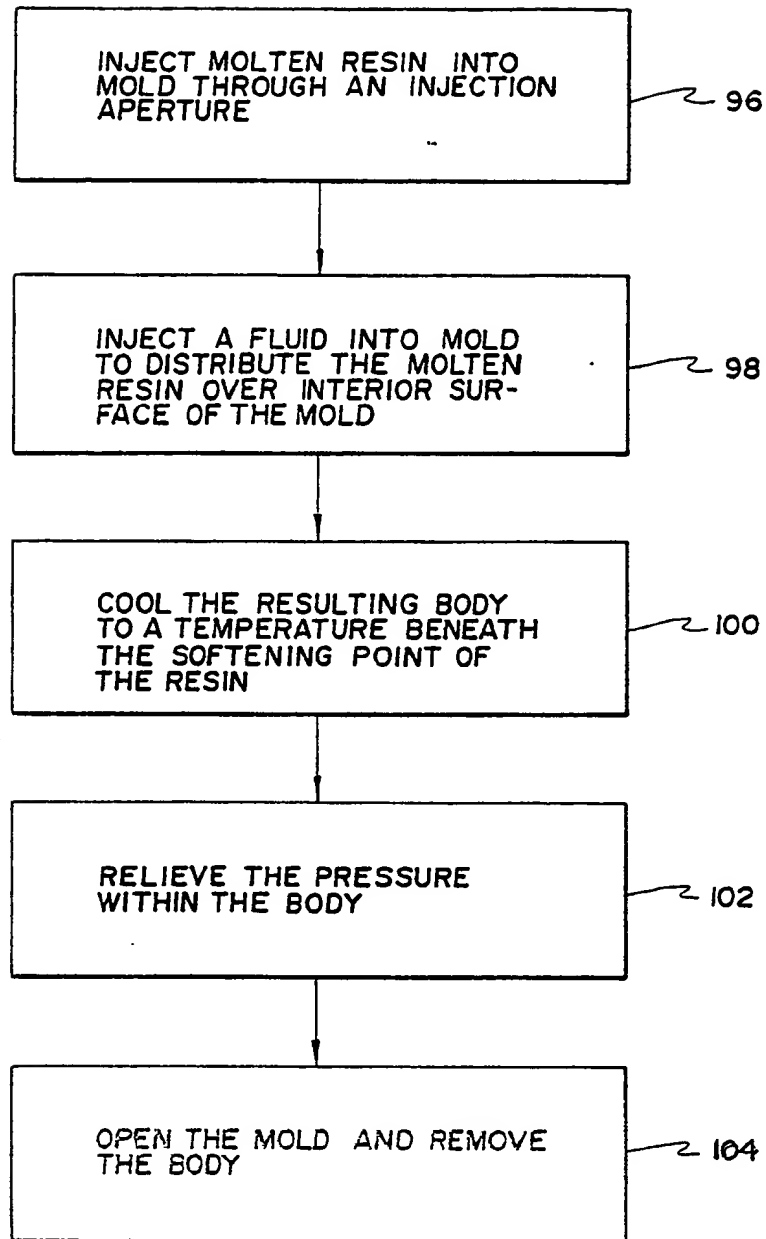 INJECT MOLTEN RESIN INTO
MOLD THROUGH AN INJECTION
APERTURE
96
INJECT A FLUID INTO MOLD
TO DISTRIBUTE THE MOLTEN
RESIN OVER INTERIOR SUR-
FACE OF THE MOLD
98
COOL THE RESULTING BODY
TO A TEMPERATURE BENEATH
THE SOFTENING POINT OF
THE RESIN
100
RELIEVE THE PRESSURE
WITHIN THE BODY
102
OPEN THE MOLD AND REMOVE
THE BODY
104